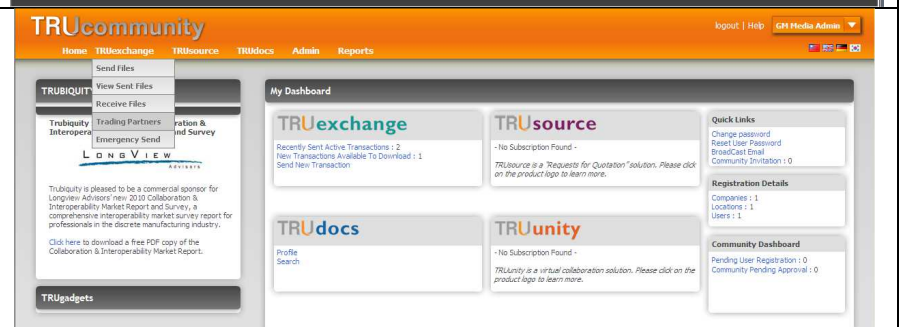 TRUcommunity
logout | Help GM Media Admin
Home TRUexchange TRUsource TRUdocs Admin Reports
Send Files
View Sent Files
Receive Files
Trading Partners
Emergency Send
TRUBIQUIT
Trubiquity ration &
Interopera nd Survey
LONGVIEW
Advisors
Trubiquity is pleased to be a commercial sponsor for
Longview Advisors' new 2010 Collaboration &
Interoperability Market Report and Survey, a
comprehensive interoperability market survey report for
professionals in the discrete manufacturing industry.
Click here to download a free PDF copy of the
Collaboration & Interoperability Market Report.
TRUgadgets
My Dashboard
TRUexchange
Recently Sent Active Transactions : 2
New Transactions Available To Download : 1
Send New Transaction
TRUsource
- No Subscription Found -
TRUsource is a "Requests for Quotation" solution. Please click
on the product logo to learn more.
TRUdocs
Profile
Search
TRUunity
- No Subscription Found -
TRUunity is a virtual collaboration solution. Please click on the
product logo to learn more.
Quick Links
Change password
Reset User Password
BroadCast Email
Community Invitation : 0
Registration Details
Companies : 1
Locations : 1
Users : 1
Community Dashboard
Pending User Registration : 0
Community Pending Approval : 0